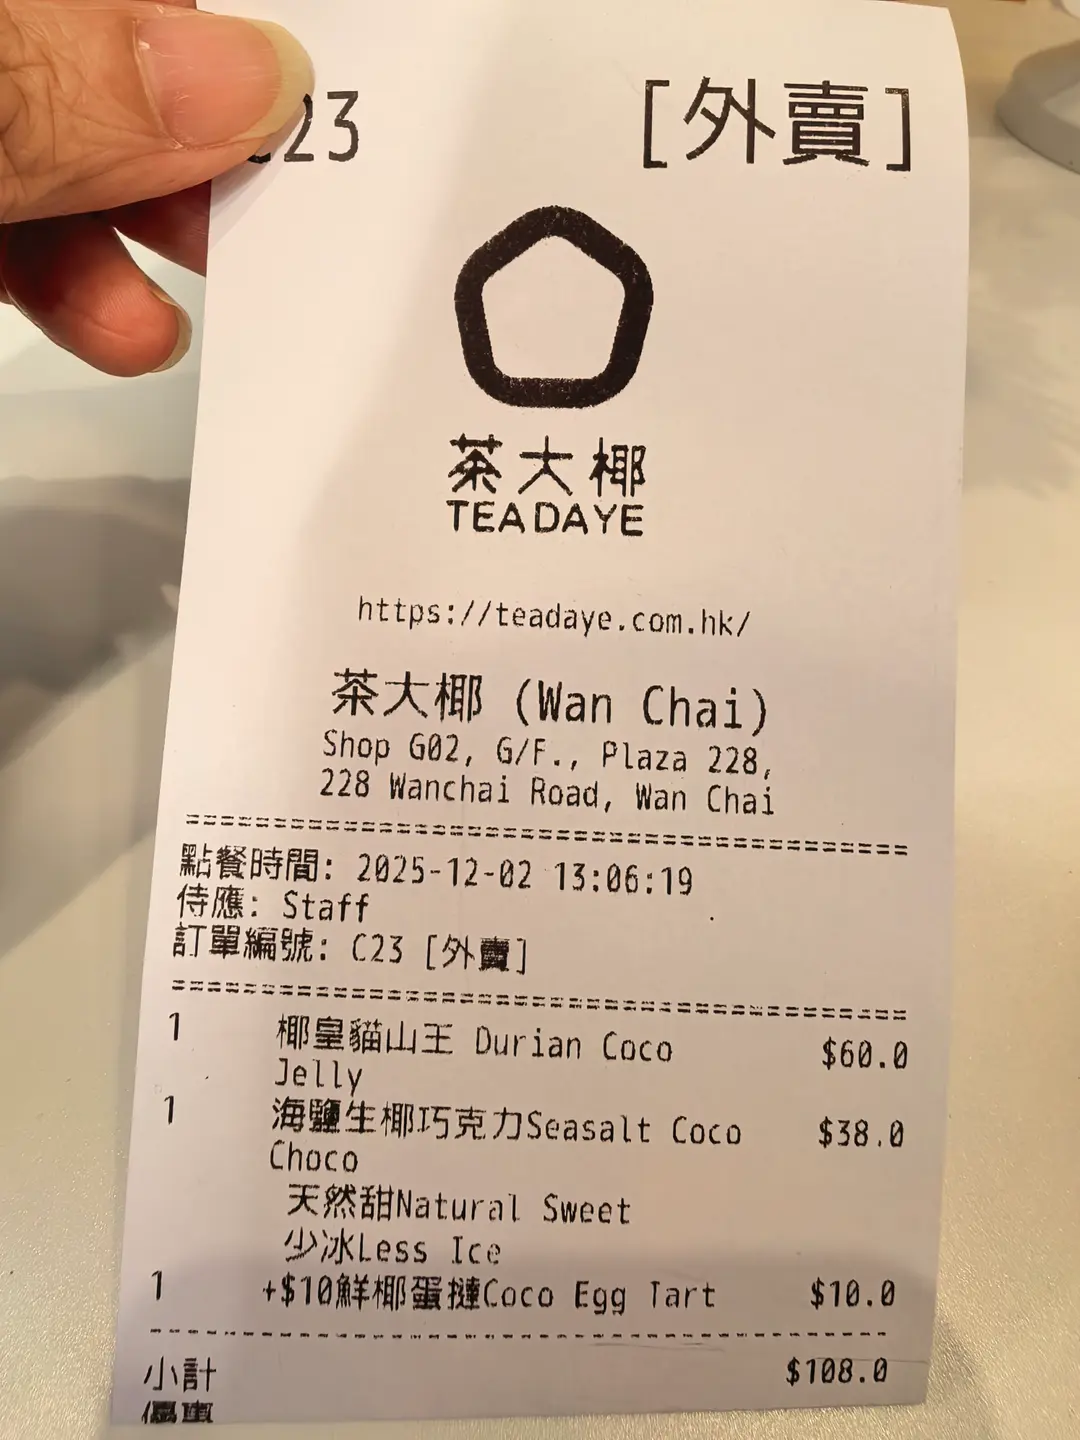 C23 [外賣]
茶大椰
TEADAYE
https://teadaye.com.hk/
茶大椰 (Wan Chai)
Shop G02, G/F., Plaza 228,
228 Wanchai Road, Wan Chai
點餐時間: 2025-12-02 13:06:19
侍應: Staff
訂單編號: C23 [外賣]
1 椰皇貓山王 Durian Coco $60.0
Jelly
1 海鹽生椰巧克力Seasalt Coco $38.0
Choco
天然甜Natural Sweet
少冰Less Ice
1 +$10鮮椰蛋撻Coco Egg Tart $10.0
小計 $108.0